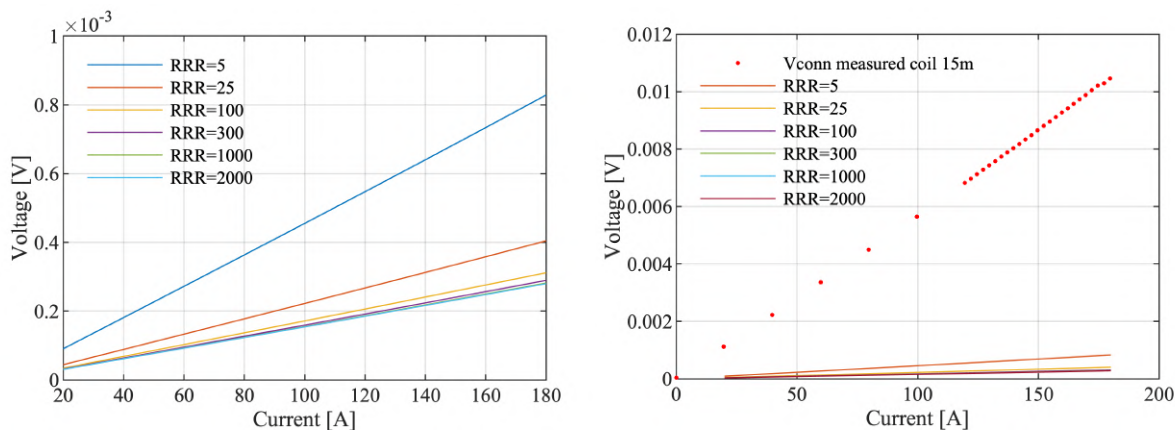 1 ×10⁻³
0.8
0.6
0.4
0.2
0
Voltage [V]
RRR=5
RRR=25
RRR=100
RRR=300
RRR=1000
RRR=2000
20 40 60 80 100 120 140 160 180
Current [A]
0.012
0.01
0.008
0.006
0.004
0.002
0
Voltage [V]
Vconn measured coil 15m
RRR=5
RRR=25
RRR=100
RRR=300
RRR=1000
RRR=2000
0 50 100 150 200
Current [A]